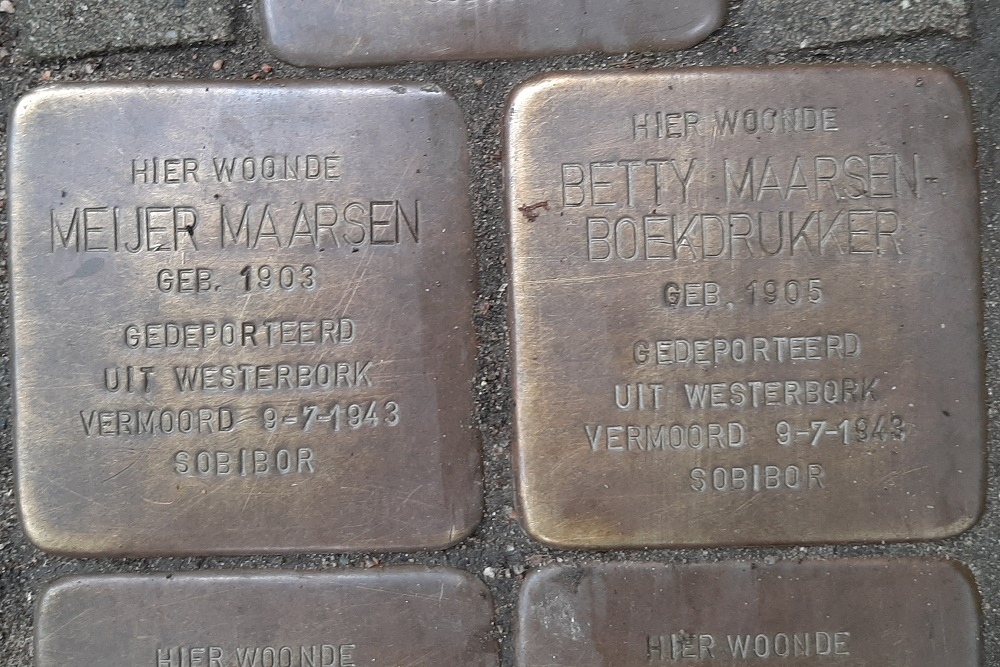 HIER WOONDE
MEIJER MAARSEN
GEB. 1903
GEDEPORTEERD
UIT WESTERBORK
VERMOORD 9-7-1943
SOBIBOR
HIER WOONDE
BETTY MAARSEN-
BOEKDRUKKER
GEB. 1905
GEDEPORTEERD
UIT WESTERBORK
VERMOORD 9-7-1943
SOBIBOR
HIER WOONDE
HIER WOONDE